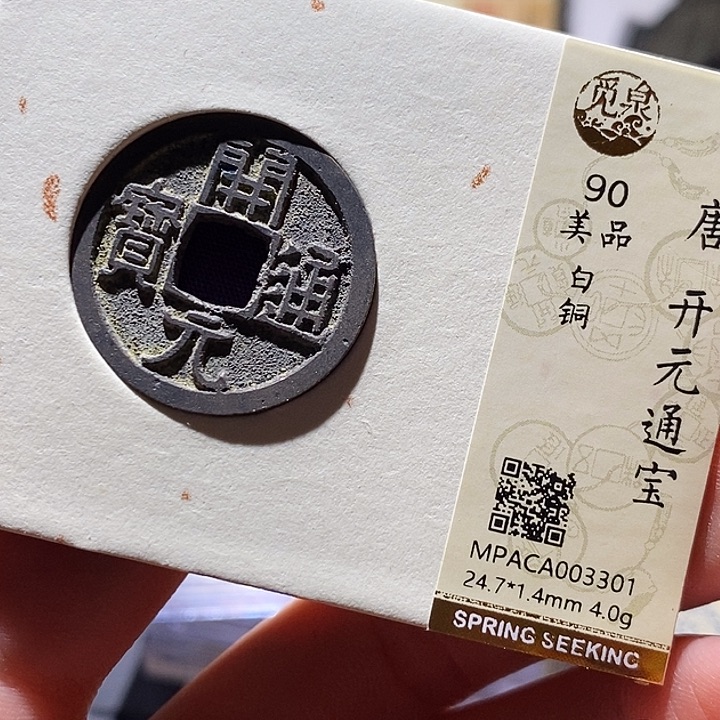 開
通
元
寶
觅泉
90
美品
白铜
唐
开元通宝
MPACA003301
24.7*1.4mm 4.0g
SPRING SEEKING